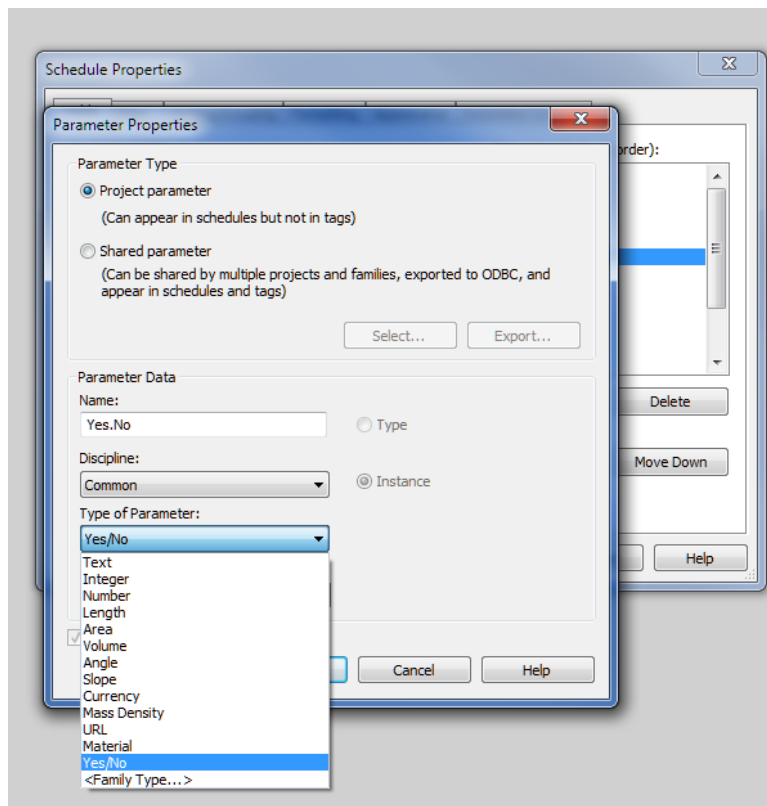 Schedule Properties
Parameter Properties
order):
Parameter Type
Project parameter
(Can appear in schedules but not in tags)
Shared parameter
(Can be shared by multiple projects and families, exported to ODBC, and
appear in schedules and tags)
Select... Export...
Parameter Data
Name:
Yes.No Type
Delete
Discipline:
Common Instance
Move Down
Type of Parameter:
Yes/No
Text
Integer
Number
Length
Area
Volume
Angle
Slope
Currency
Mass Density
URL
Material
Yes/No
<Family Type...>
Cancel Help
Help